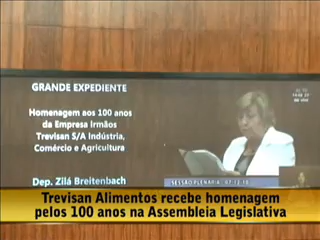 GRANDE EXPEDIENTE
Homenagem aos 100 anos
da Empresa Irmãos
Trevisan S/A Indústria,
Comércio e Agricultura
Dep. Zilá Breitenbach
SESSÃO PLENÁRIA
Trevisan Alimentos recebe homenagem
pelos 100 anos na Assembleia Legislativa